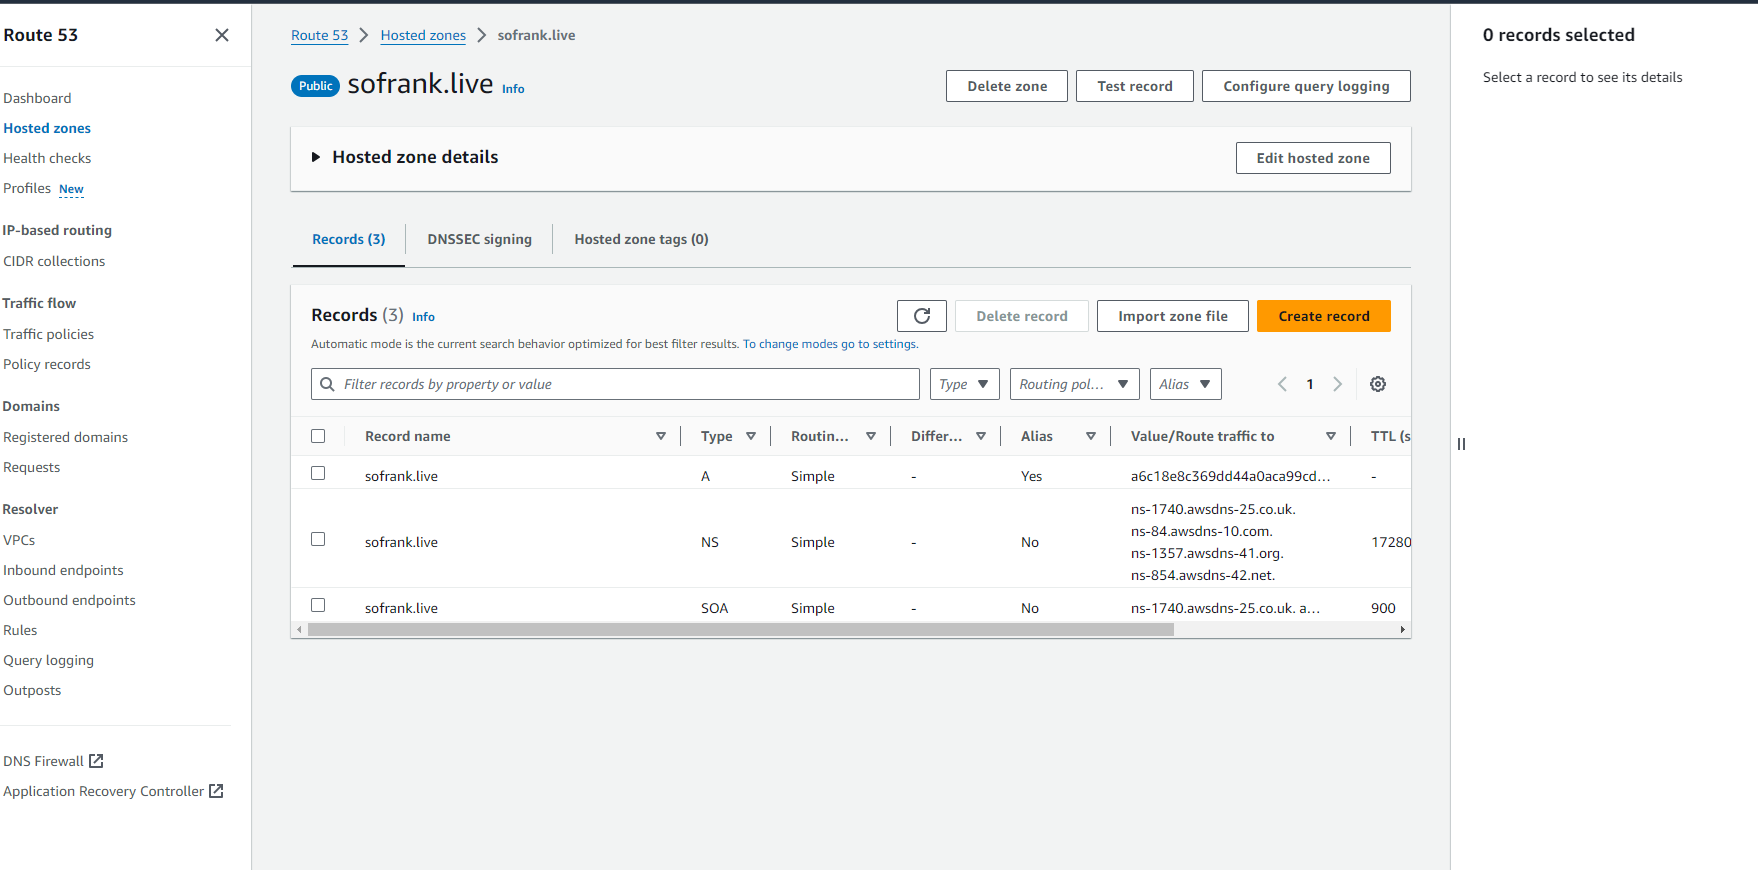 Route 53
Dashboard
Hosted zones
Health checks
Profiles New
IP-based routing
CIDR collections
Traffic flow
Traffic policies
Policy records
Domains
Registered domains
Requests
Resolver
VPCs
Inbound endpoints
Outbound endpoints
Rules
Query logging
Outposts
DNS Firewall
Application Recovery Controller
Route 53 > Hosted zones > sofrank.live
Public sofrank.live Info
Delete zone Test record Configure query logging
Hosted zone details
Edit hosted zone
Records (3) DNSSEC signing Hosted zone tags (0)
Records (3) Info
Delete record Import zone file Create record
Automatic mode is the current search behavior optimized for best filter results. To change modes go to settings.
Filter records by property or value Type Routing pol... Alias 1
Record name Type Routin... Differ... Alias Value/Route traffic to TTL (s
sofrank.live A Simple - Yes a6c18e8c369dd44a0aca99cd... -
sofrank.live NS Simple - No ns-1740.awsdns-25.co.uk.
ns-84.awsdns-10.com.
ns-1357.awsdns-41.org.
ns-854.awsdns-42.net.
17280
sofrank.live SOA Simple - No ns-1740.awsdns-25.co.uk. a... 900
0 records selected
Select a record to see its details